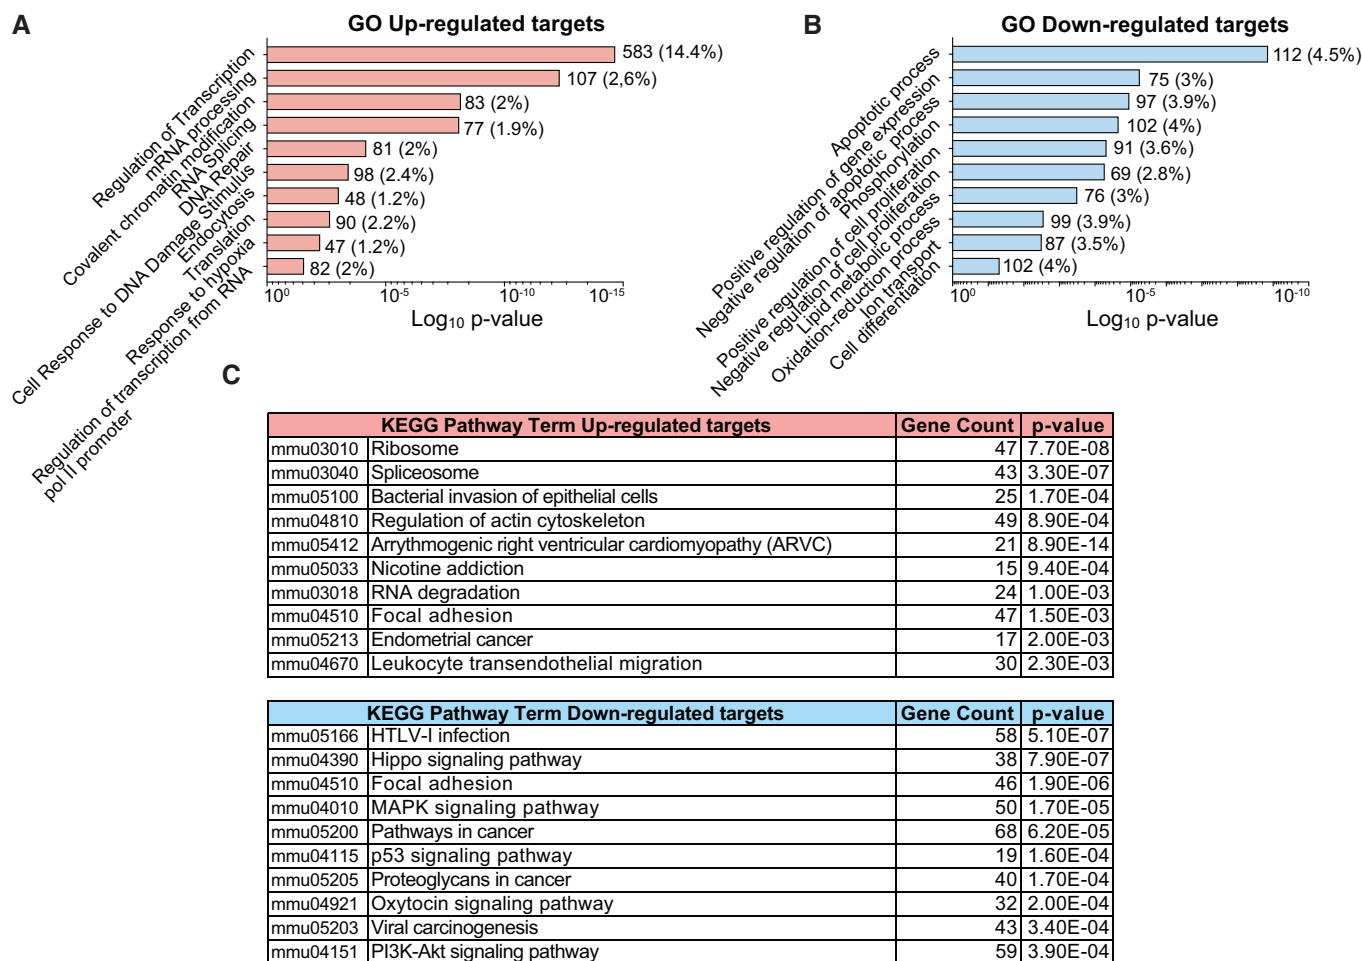 A
GO Up-regulated targets
Regulation of Transcription
583 (14.4%)
mRNA processing
107 (2,6%)
Covalent chromatin modification
83 (2%)
RNA Splicing
77 (1.9%)
DNA Repair
81 (2%)
Cell Response to DNA Damage Stimulus
98 (2.4%)
Endocytosis
48 (1.2%)
Translation
90 (2.2%)
Response to hypoxia
47 (1.2%)
Regulation of transcription from RNA
pol II promoter
82 (2%)
10⁰ 10⁻⁵ 10⁻¹⁰ 10⁻¹⁵
Log₁₀ p-value
B
GO Down-regulated targets
Apoptotic process
112 (4.5%)
Positive regulation of gene expression
75 (3%)
Negative regulation of apoptotic process
97 (3.9%)
Phosphorylation
102 (4%)
Positive regulation of cell proliferation
91 (3.6%)
Negative regulation of cell proliferation
69 (2.8%)
Lipid metabolic process
76 (3%)
Oxidation-reduction process
99 (3.9%)
Ion transport
87 (3.5%)
Cell differentiation
102 (4%)
10⁰ 10⁻⁵ 10⁻¹⁰
Log₁₀ p-value
C
KEGG Pathway Term Up-regulated targets Gene Count p-value
mmu03010 Ribosome 47 7.70E-08
mmu03040 Spliceosome 43 3.30E-07
mmu05100 Bacterial invasion of epithelial cells 25 1.70E-04
mmu04810 Regulation of actin cytoskeleton 49 8.90E-04
mmu05412 Arrythmogenic right ventricular cardiomyopathy (ARVC) 21 8.90E-14
mmu05033 Nicotine addiction 15 9.40E-04
mmu03018 RNA degradation 24 1.00E-03
mmu04510 Focal adhesion 47 1.50E-03
mmu05213 Endometrial cancer 17 2.00E-03
mmu04670 Leukocyte transendothelial migration 30 2.30E-03
KEGG Pathway Term Down-regulated targets Gene Count p-value
mmu05166 HTLV-I infection 58 5.10E-07
mmu04390 Hippo signaling pathway 38 7.90E-07
mmu04510 Focal adhesion 46 1.90E-06
mmu04010 MAPK signaling pathway 50 1.70E-05
mmu05200 Pathways in cancer 68 6.20E-05
mmu04115 p53 signaling pathway 19 1.60E-04
mmu05205 Proteoglycans in cancer 40 1.70E-04
mmu04921 Oxytocin signaling pathway 32 2.00E-04
mmu05203 Viral carcinogenesis 43 3.40E-04
mmu04151 PI3K-Akt signaling pathway 59 3.90E-04